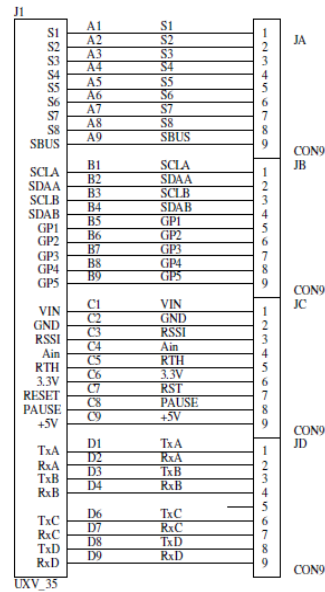 J1
S1 A1 S1 1 JA
S2 A2 S2 2
S3 A3 S3 3
S4 A4 S4 4
S5 A5 S5 5
S6 A6 S6 6
S7 A7 S7 7
S8 A8 S8 8
SBUS A9 SBUS 9 CON9
JB
SCLA B1 SCLA 1
SDAA B2 SDAA 2
SCLB B3 SCLB 3
SDAB B4 SDAB 4
GP1 B5 GP1 5
GP2 B6 GP2 6
GP3 B7 GP3 7
GP4 B8 GP4 8
GP5 B9 GP5 9 CON9
JC
VIN C1 VIN 1
GND C2 GND 2
RSSI C3 RSSI 3
Ain C4 Ain 4
RTH C5 RTH 5
3.3V C6 3.3V 6
RESET C7 RST 7
PAUSE C8 PAUSE 8
+5V C9 +5V 9 CON9
JD
TxA D1 TxA 1
RxA D2 RxA 2
TxB D3 TxB 3
RxB D4 RxB 4
5
TxC D6 TxC 6
RxC D7 RxC 7
TxD D8 TxD 8
RxD D9 RxD 9 CON9
UXV_35